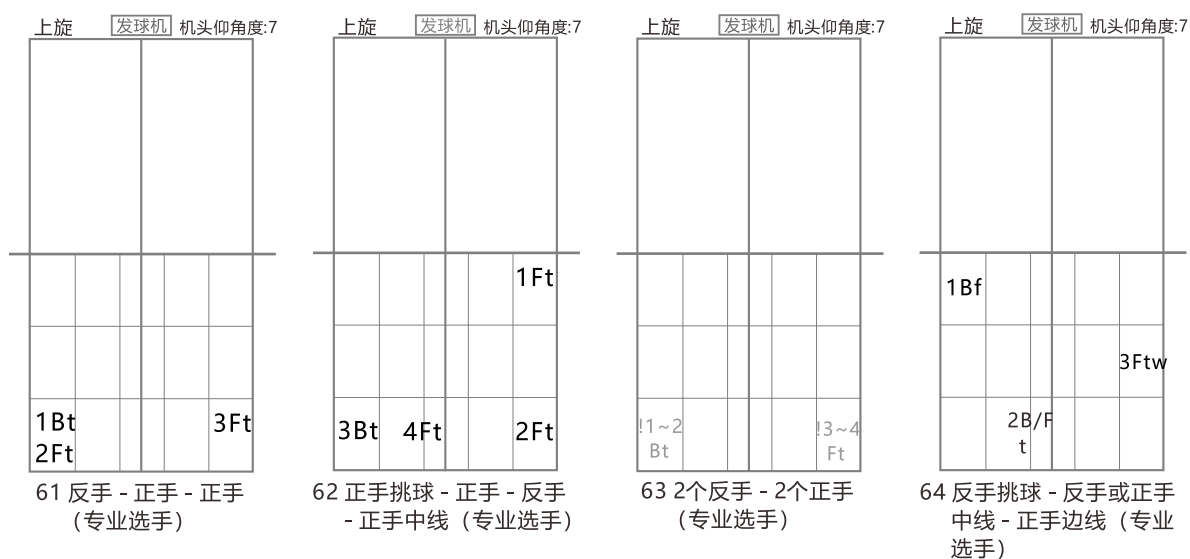 上旋 发球机 机头仰角度:7
1Bt
2Ft
3Ft
61 反手 - 正手 - 正手
（专业选手）
上旋 发球机 机头仰角度:7
1Ft
3Bt 4Ft 2Ft
62 正手挑球 - 正手 - 反手
- 正手中线（专业选手）
上旋 发球机 机头仰角度:7
!1~2
Bt
!3~4
Ft
63 2个反手 - 2个正手
（专业选手）
上旋 发球机 机头仰角度:7
1Bf
3Ftw
2B/F
t
64 反手挑球 - 反手或正手
中线 - 正手边线（专业
选手）